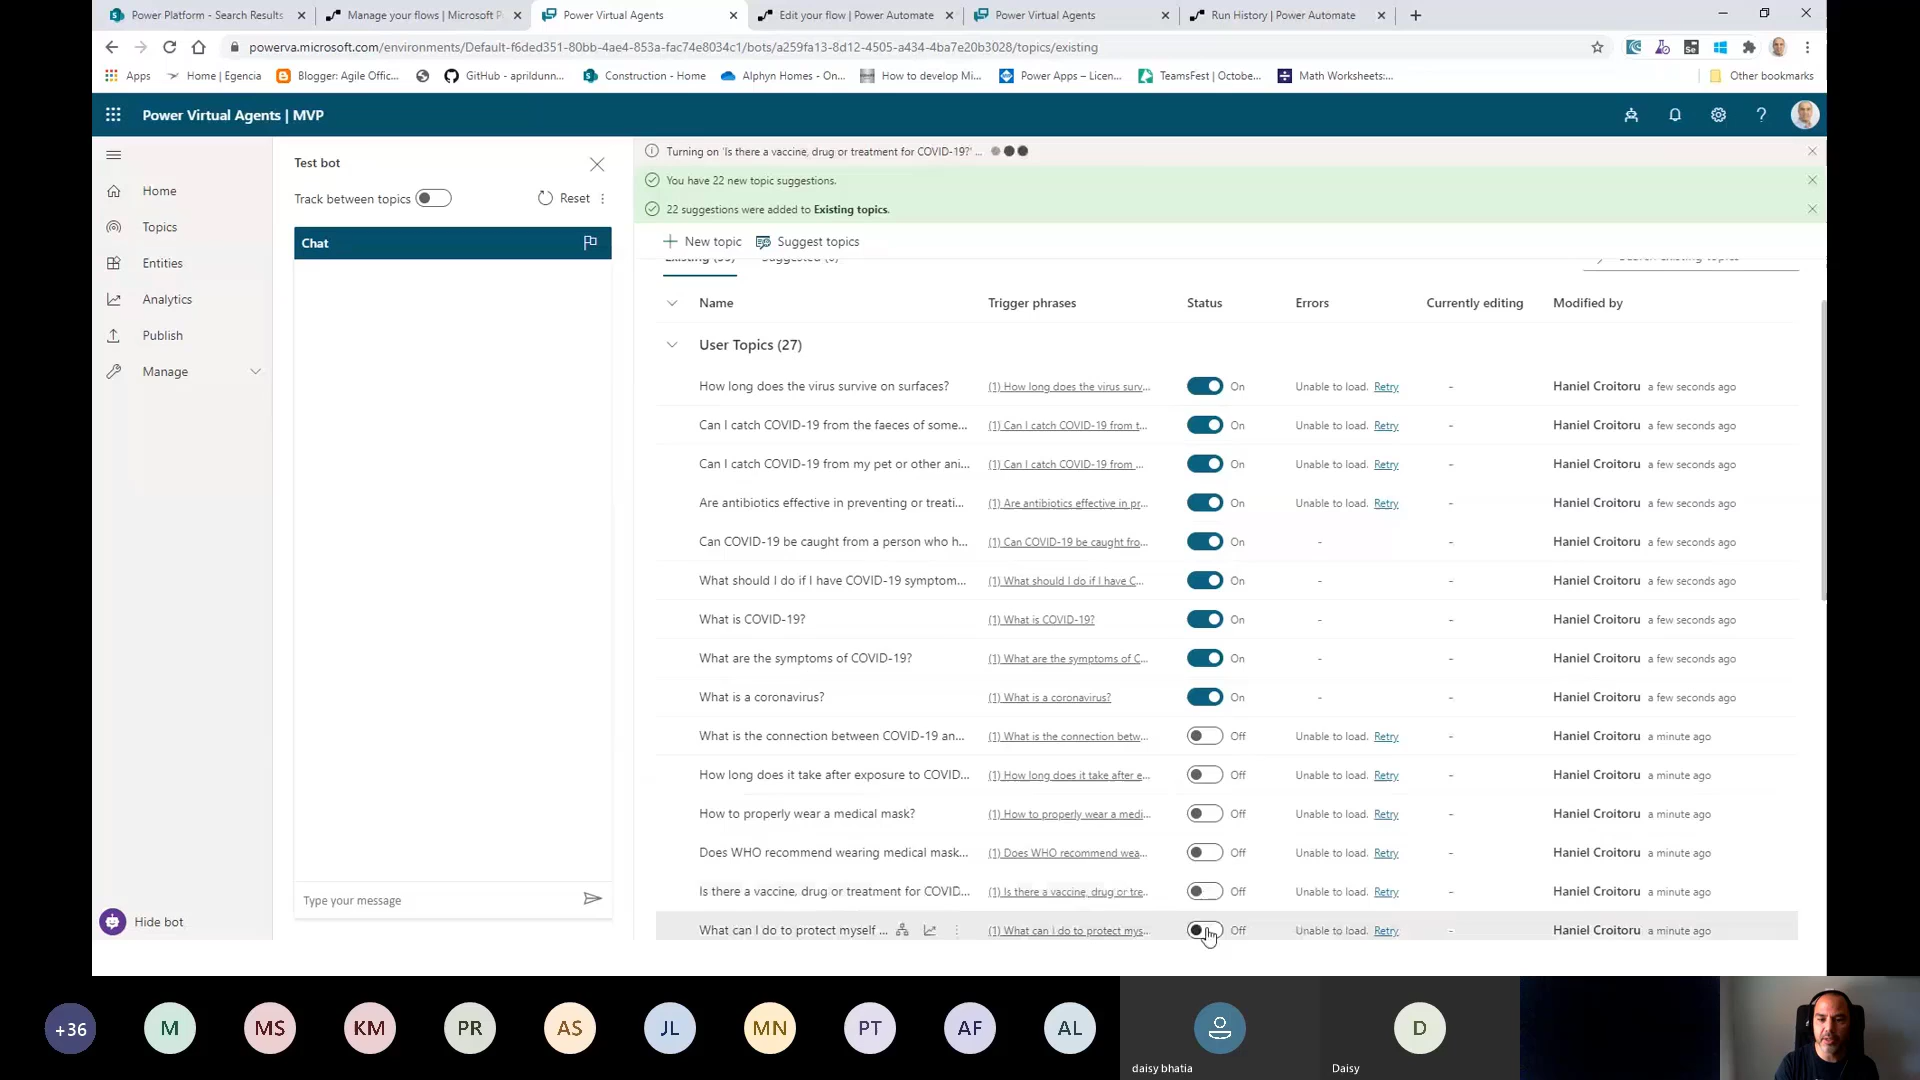 Power Platform - Search Results
Manage your flows | Microsoft P
Power Virtual Agents
Edit your flow | Power Automate
Power Virtual Agents
Run History | Power Automate
powerva.microsoft.com/environments/Default-f6ded351-80bb-4ae4-853a-fac74e8034c1/bots/a259fa13-8d12-4505-a434-4ba7e20b3028/topics/existing
Apps
Home | Egencia
Blogger: Agile Offic...
GitHub - aprildunn...
Construction - Home
Alphyn Homes - On...
How to develop Mi...
Power Apps – Licen...
TeamsFest | Octobe...
Math Worksheets:...
Other bookmarks
Power Virtual Agents | MVP
Home
Topics
Entities
Analytics
Publish
Manage
Hide bot
Test bot
Track between topics
Reset
Chat
Type your message
Turning on 'Is there a vaccine, drug or treatment for COVID-19?' ...
You have 22 new topic suggestions.
22 suggestions were added to Existing topics.
New topic
Suggest topics
Name Trigger phrases Status Errors Currently editing Modified by
User Topics (27)
How long does the virus survive on surfaces? (1) How long does the virus surv... On Unable to load. Retry - Haniel Croitoru a few seconds ago
Can I catch COVID-19 from the faeces of some... (1) Can I catch COVID-19 from t... On Unable to load. Retry - Haniel Croitoru a few seconds ago
Can I catch COVID-19 from my pet or other ani... (1) Can I catch COVID-19 from ... On Unable to load. Retry - Haniel Croitoru a few seconds ago
Are antibiotics effective in preventing or treati... (1) Are antibiotics effective in pr... On Unable to load. Retry - Haniel Croitoru a few seconds ago
Can COVID-19 be caught from a person who h... (1) Can COVID-19 be caught fro... On - - Haniel Croitoru a few seconds ago
What should I do if I have COVID-19 symptom... (1) What should I do if I have C... On - - Haniel Croitoru a few seconds ago
What is COVID-19? (1) What is COVID-19? On - - Haniel Croitoru a few seconds ago
What are the symptoms of COVID-19? (1) What are the symptoms of C... On - - Haniel Croitoru a few seconds ago
What is a coronavirus? (1) What is a coronavirus? On - - Haniel Croitoru a few seconds ago
What is the connection between COVID-19 an... (1) What is the connection betw... Off Unable to load. Retry - Haniel Croitoru a minute ago
How long does it take after exposure to COVID... (1) How long does it take after e... Off Unable to load. Retry - Haniel Croitoru a minute ago
How to properly wear a medical mask? (1) How to properly wear a medi... Off Unable to load. Retry - Haniel Croitoru a minute ago
Does WHO recommend wearing medical mask... (1) Does WHO recommend wea... Off Unable to load. Retry - Haniel Croitoru a minute ago
Is there a vaccine, drug or treatment for COVID... (1) Is there a vaccine, drug or tre... Off Unable to load. Retry - Haniel Croitoru a minute ago
What can I do to protect myself ... (1) What can I do to protect mys... Off Unable to load. Retry - Haniel Croitoru a minute ago
+36 M MS KM PR AS JL MN PT AF AL D
daisy bhatia
Daisy